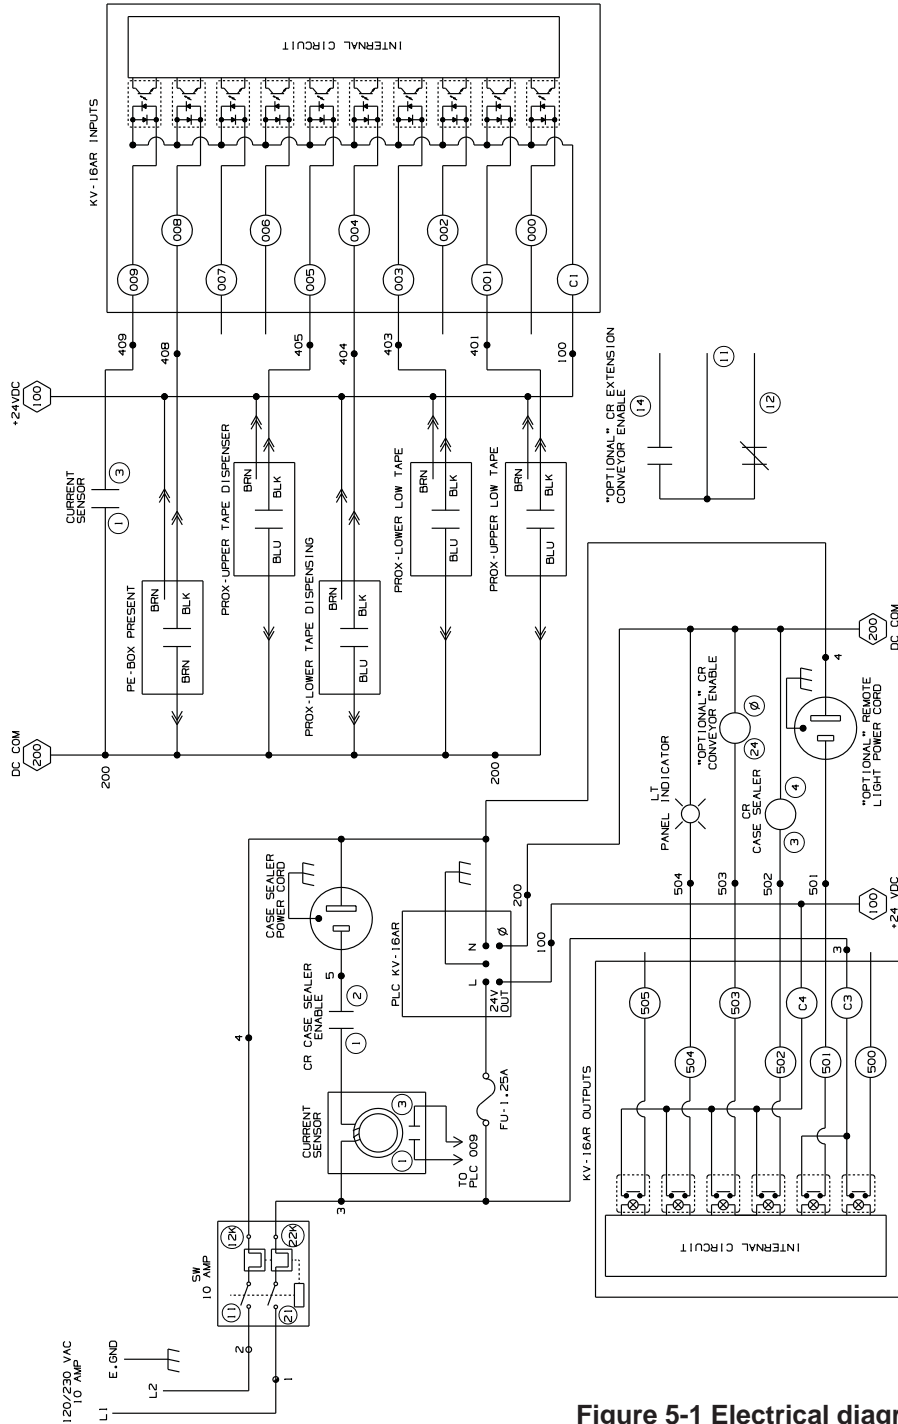 120/230 VAC
10 AMP
L1
L2
E.GND
1
2
SW
10 AMP
11
12K
21
22K
3
4
CURRENT
SENSOR
1
3
TO
PLC 009
CR CASE SEALER
ENABLE
1
2
5
CASE SEALER
POWER CORD
FU-1.25A
PLC KV-16AR
L
N
24V
OUT
Ø
100
200
DC COM
200
200
200
CURRENT
SENSOR
1
3
PE-BOX PRESENT
BRN
BRN
BLK
PROX-UPPER TAPE DISPENSER
BRN
BLU
BLK
PROX-LOWER TAPE DISPENSING
BRN
BLU
BLK
PROX-LOWER LOW TAPE
BRN
BLU
BLK
PROX-UPPER LOW TAPE
BRN
BLU
BLK
+24VDC
100
409
408
405
404
403
401
100
KV-16AR INPUTS
009
008
007
006
005
004
003
002
001
000
C1
INTERNAL CIRCUIT
"OPTIONAL" CR EXTENSION
CONVEYOR ENABLE
14
11
12
KV-16AR OUTPUTS
INTERNAL CIRCUIT
505
504
503
502
C4
501
C3
500
504
503
502
501
3
100
+24 VDC
LT
PANEL INDICATOR
"OPTIONAL" CR
CONVEYOR ENABLE
24
Ø
CR
CASE SEALER
3
4
"OPTIONAL" REMOTE
LIGHT POWER CORD
4
200
DC COM
Figure 5-1 Electrical diagr